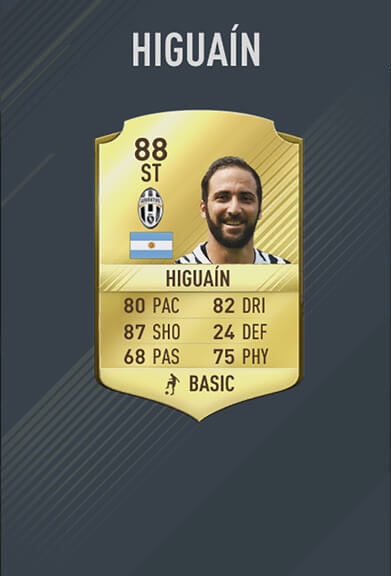 HIGUAÍN
88
ST
HIGUAÍN
80 PAC 82 DRI
87 SHO 24 DEF
68 PAS 75 PHY
BASIC